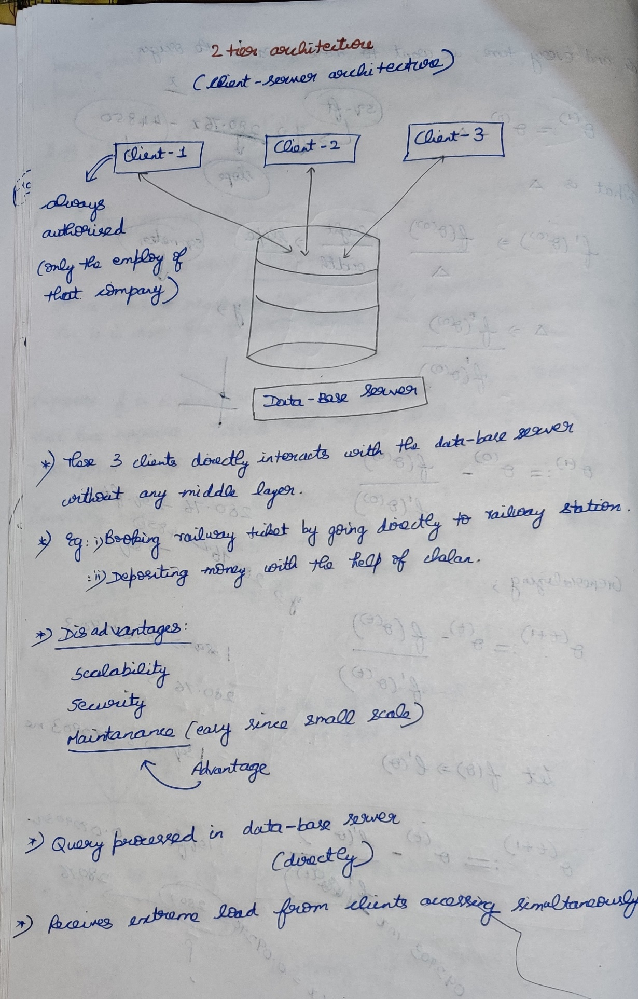 2 tier architecture
(Client-server architecture)
Client-1
Client-2
Client-3
always
authorised
(only the employ of
that company)
Data-Base server
*) These 3 clients directly interacts with the data-base server
without any middle layer.
*) Eg: i) Booking railway ticket by going directly to railway station.
:ii) Depositing money with the help of chalan.
*) Disadvantages:
scalability
security
Maintanance (easy since small scale)
Advantage
*) Query processed in data-base server
(directly)
*) Receives extreme load from clients accessing simultaneously